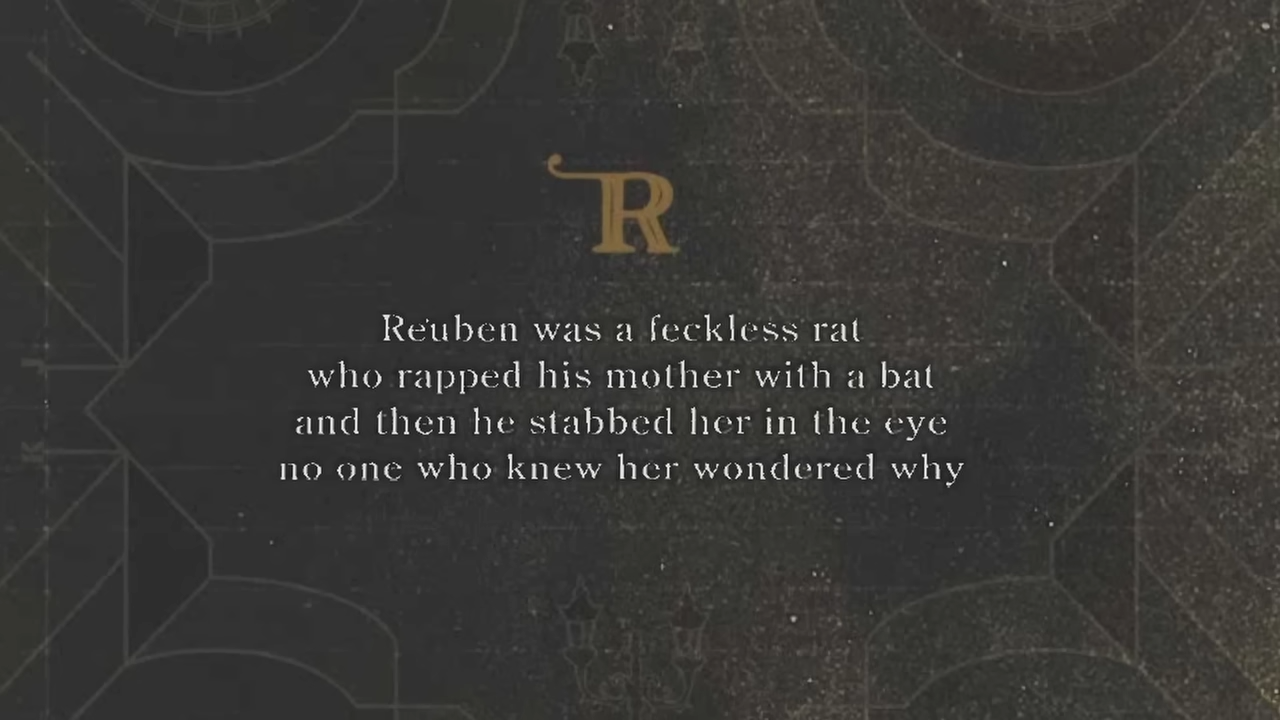 R
Reuben was a feckless rat
who rapped his mother with a bat
and then he stabbed her in the eye
no one who knew her wondered why